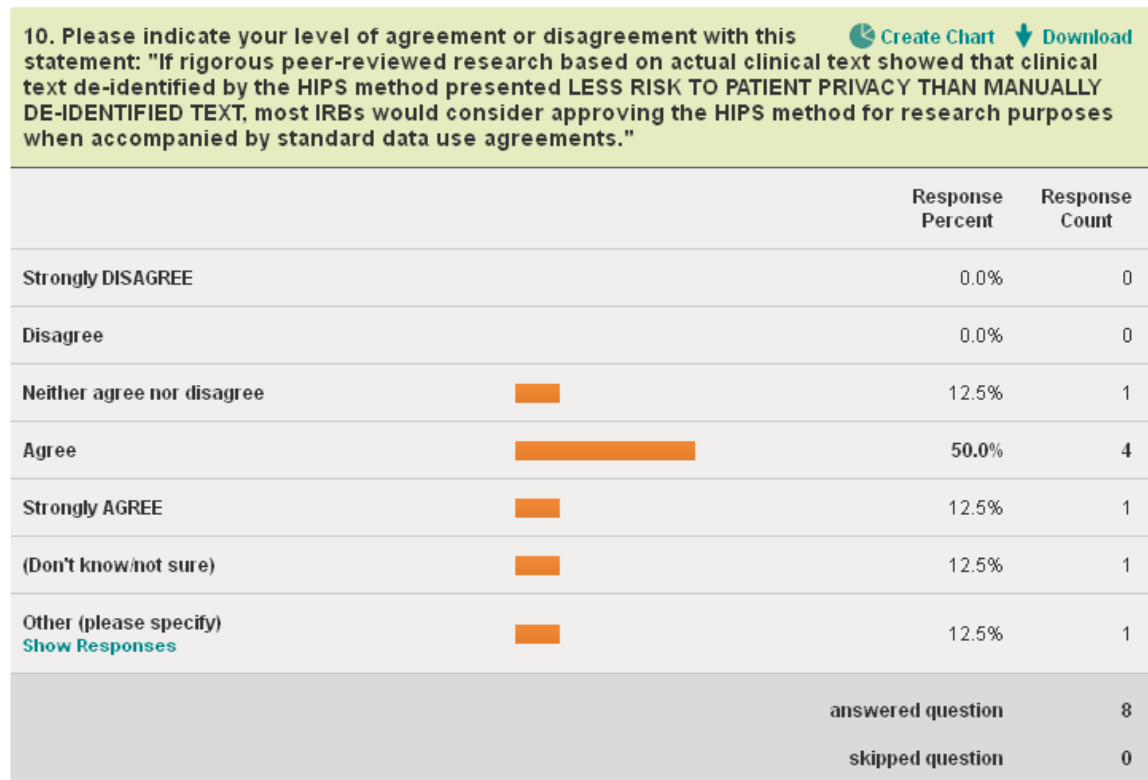 10. Please indicate your level of agreement or disagreement with this Create Chart Download
statement: "If rigorous peer-reviewed research based on actual clinical text showed that clinical
text de-identified by the HIPS method presented LESS RISK TO PATIENT PRIVACY THAN MANUALLY
DE-IDENTIFIED TEXT, most IRBs would consider approving the HIPS method for research purposes
when accompanied by standard data use agreements."
Response Response
Percent Count
Strongly DISAGREE 0.0% 0
Disagree 0.0% 0
Neither agree nor disagree 12.5% 1
Agree 50.0% 4
Strongly AGREE 12.5% 1
(Don't know/not sure) 12.5% 1
Other (please specify)
Show Responses 12.5% 1
answered question 8
skipped question 0